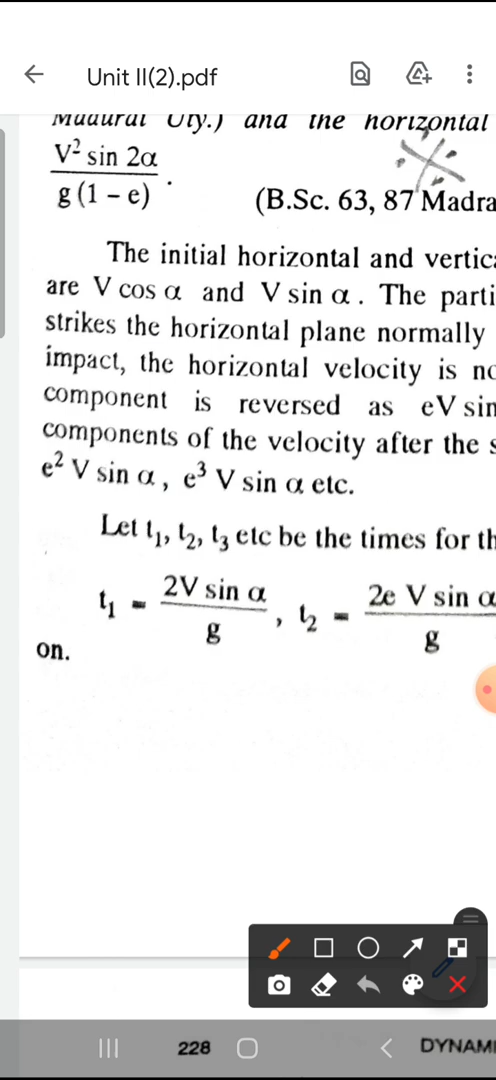 Unit II(2).pdf
Madurai Uty.) and the horizontal
V² sin 2α
g (1 – e) .
(B.Sc. 63, 87 Madra
The initial horizontal and vertic
are V cos α and V sin α . The parti
strikes the horizontal plane normally
impact, the horizontal velocity is no
component is reversed as eV sin
components of the velocity after the s
e² V sin α , e³ V sin α etc.
Let t₁, t₂, t₃ etc be the times for th
t₁ = 2V sin α / g , t₂ = 2e V sin α / g
on.
228 DYNAM